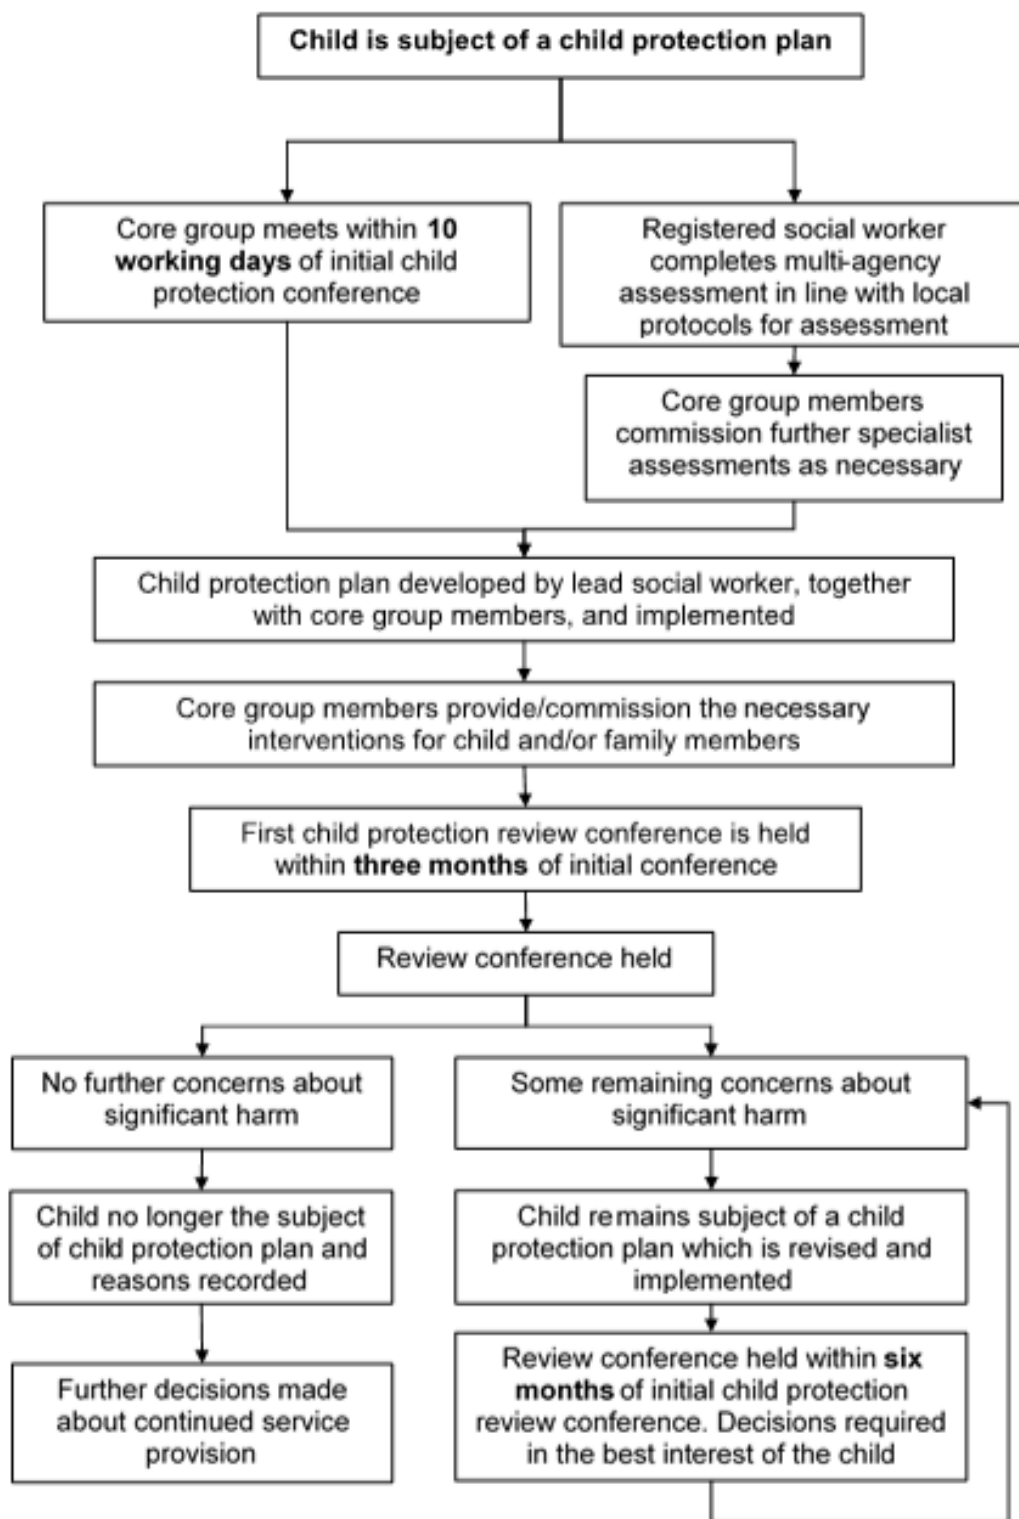 Child is subject of a child protection plan
Core group meets within 10
working days of initial child
protection conference
Registered social worker
completes multi-agency
assessment in line with local
protocols for assessment
Core group members
commission further specialist
assessments as necessary
Child protection plan developed by lead social worker, together
with core group members, and implemented
Core group members provide/commission the necessary
interventions for child and/or family members
First child protection review conference is held
within three months of initial conference
Review conference held
No further concerns about
significant harm
Some remaining concerns about
significant harm
Child no longer the subject
of child protection plan and
reasons recorded
Child remains subject of a child
protection plan which is revised and
implemented
Further decisions made
about continued service
provision
Review conference held within six
months of initial child protection
review conference. Decisions required
in the best interest of the child